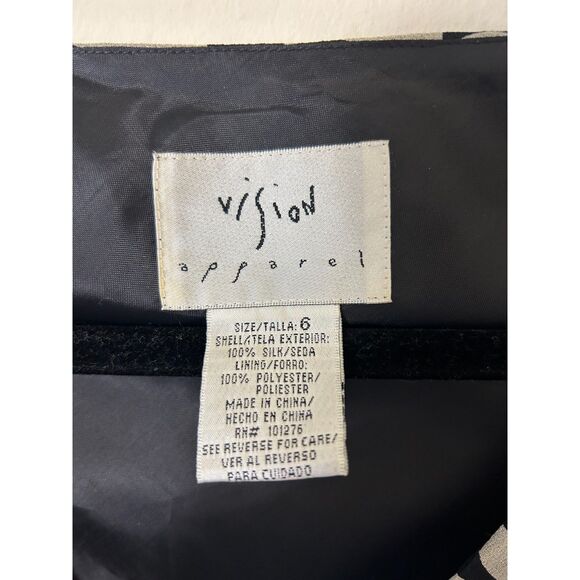 vision
apparel
SIZE/TALLA: 6
SHELL/TELA EXTERIOR:
100% SILK/SEDA
LINING/FORRO:
100% POLYESTER/
POLIESTER
MADE IN CHINA/
HECHO EN CHINA
RN# 101276
SEE REVERSE FOR CARE/
VER AL REVERSO
PARA CUIDADO